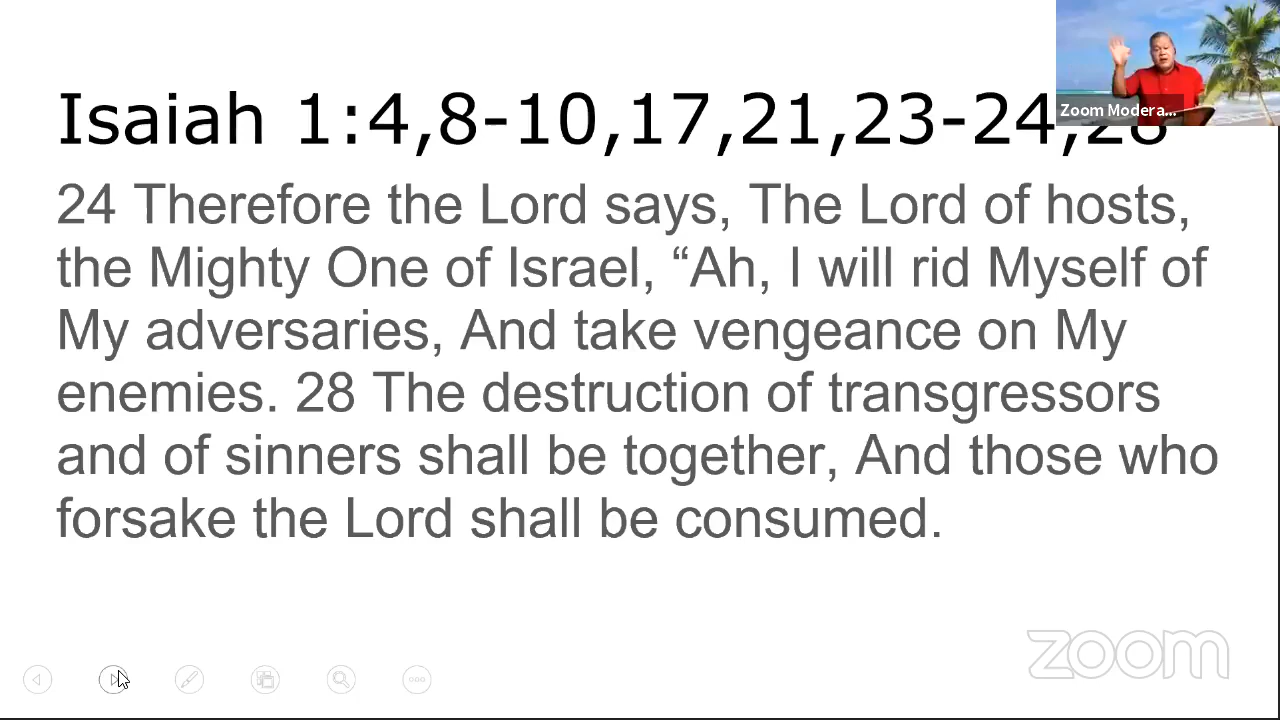 Isaiah 1:4,8-10,17,21,23-24,28
Zoom Modera...
24 Therefore the Lord says, The Lord of hosts,
the Mighty One of Israel, “Ah, I will rid Myself of
My adversaries, And take vengeance on My
enemies. 28 The destruction of transgressors
and of sinners shall be together, And those who
forsake the Lord shall be consumed.
zoom